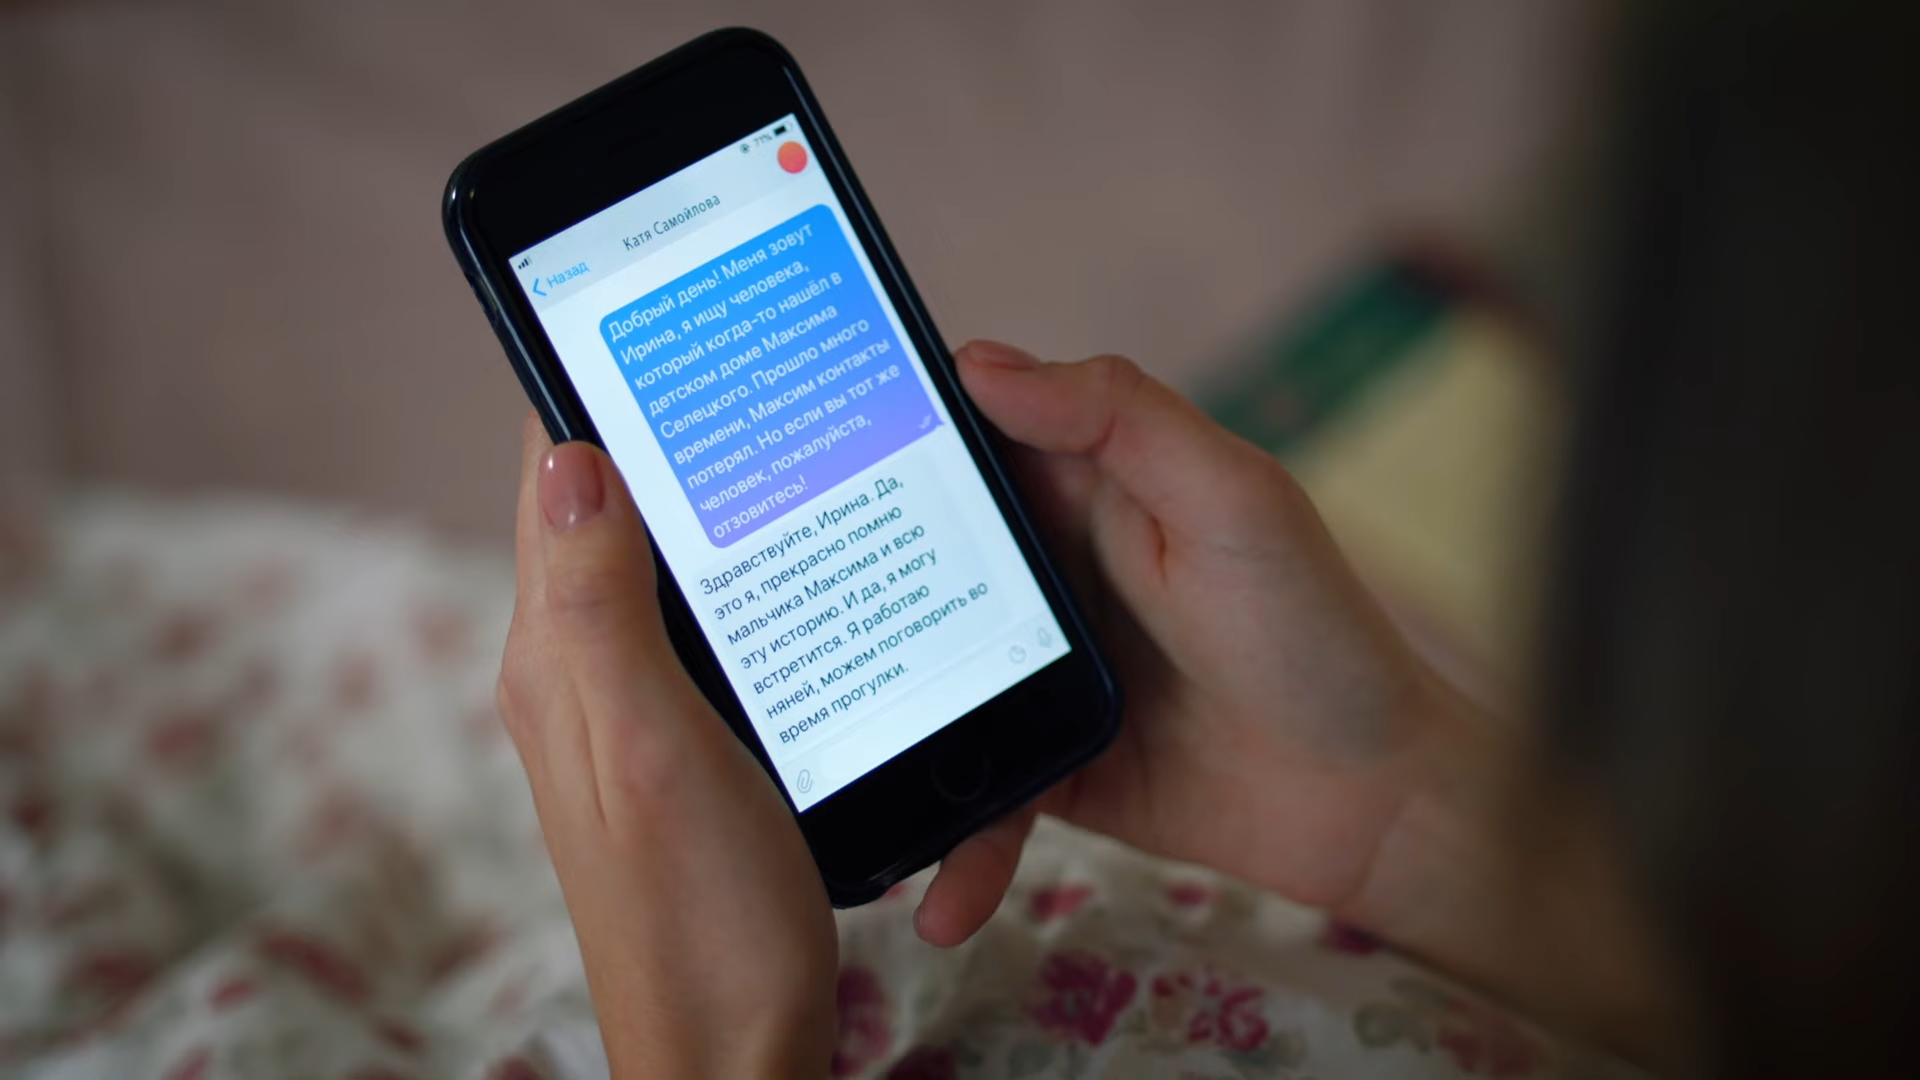 71%
Назад
Катя Самойлова
Добрый день! Меня зовут
Ирина, я ищу человека,
который когда-то нашёл в
детском доме Максима
Селецкого. Прошло много
времени, Максим контакты
потерял. Но если вы тот же
человек, пожалуйста,
отзовитесь!
Здравствуйте, Ирина. Да,
это я, прекрасно помню
мальчика Максима и всю
эту историю. И да, я могу
встретится. Я работаю
няней, можем поговорить во
время прогулки.